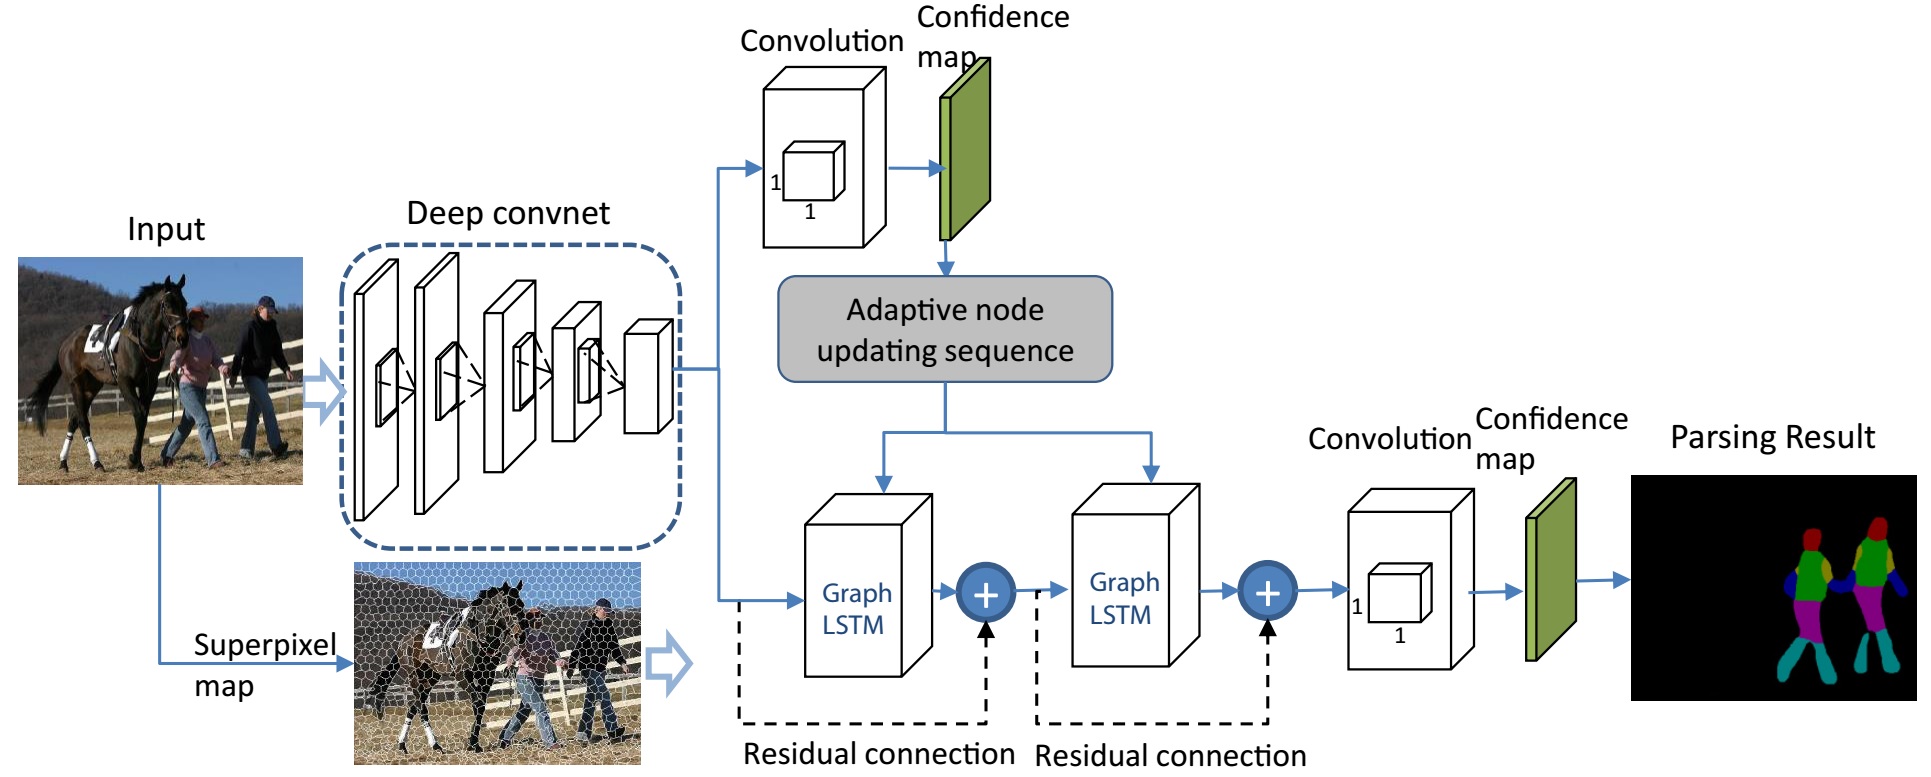 Input
Deep convnet
Convolution
Confidence
map
1
1
Adaptive node
updating sequence
Superpixel
map
Graph
LSTM
+
Residual connection
Graph
LSTM
+
Residual connection
Convolution
1
1
Confidence
map
Parsing Result